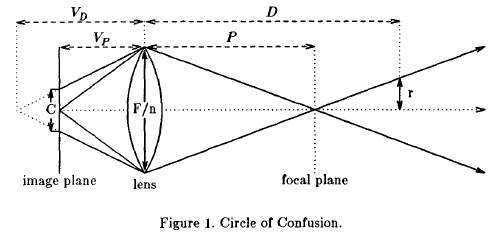 V_D D
V_P P
C F/n r
image plane lens focal plane
Figure 1. Circle of Confusion.